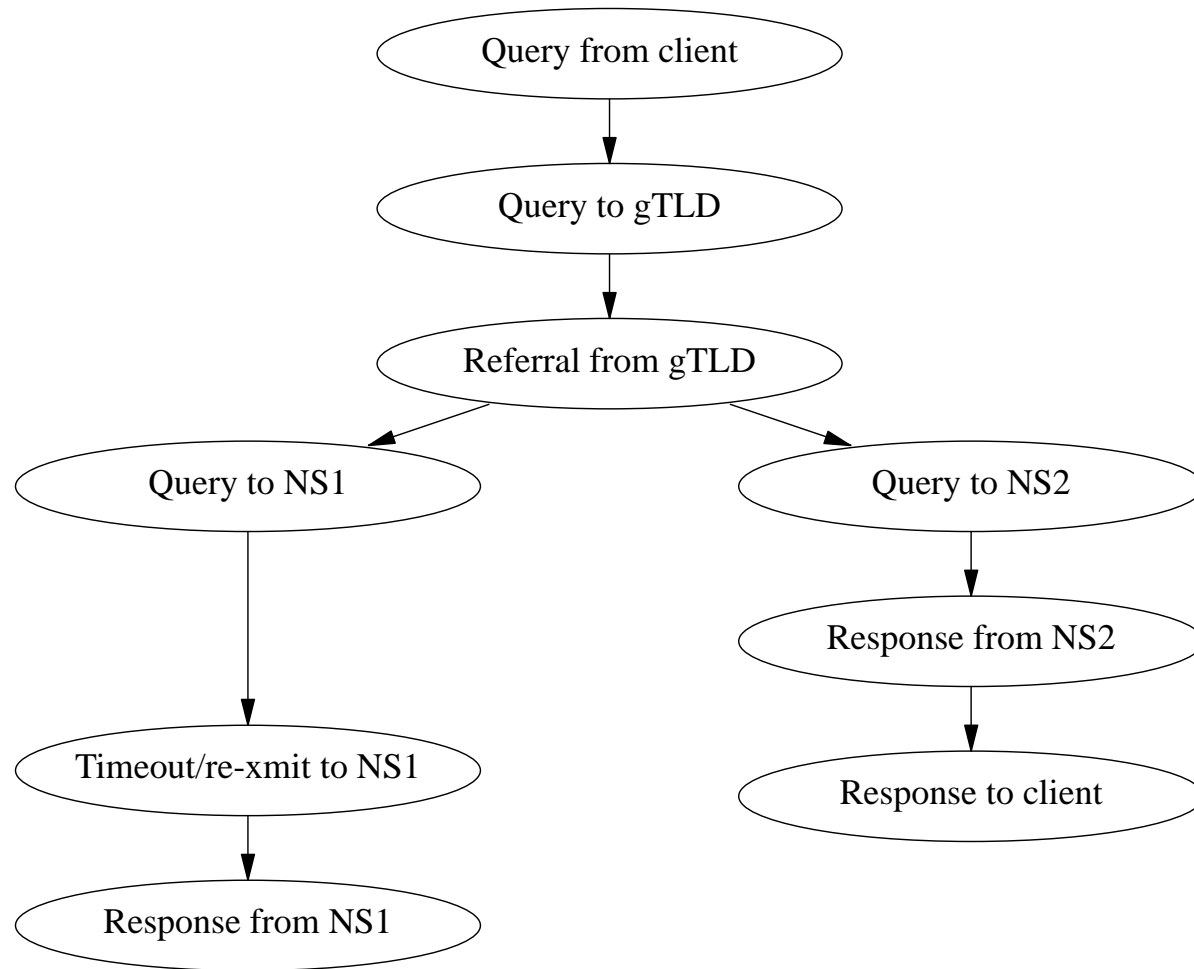 Query from client
Query to gTLD
Referral from gTLD
Query to NS1
Query to NS2
Response from NS2
Timeout/re-xmit to NS1
Response to client
Response from NS1